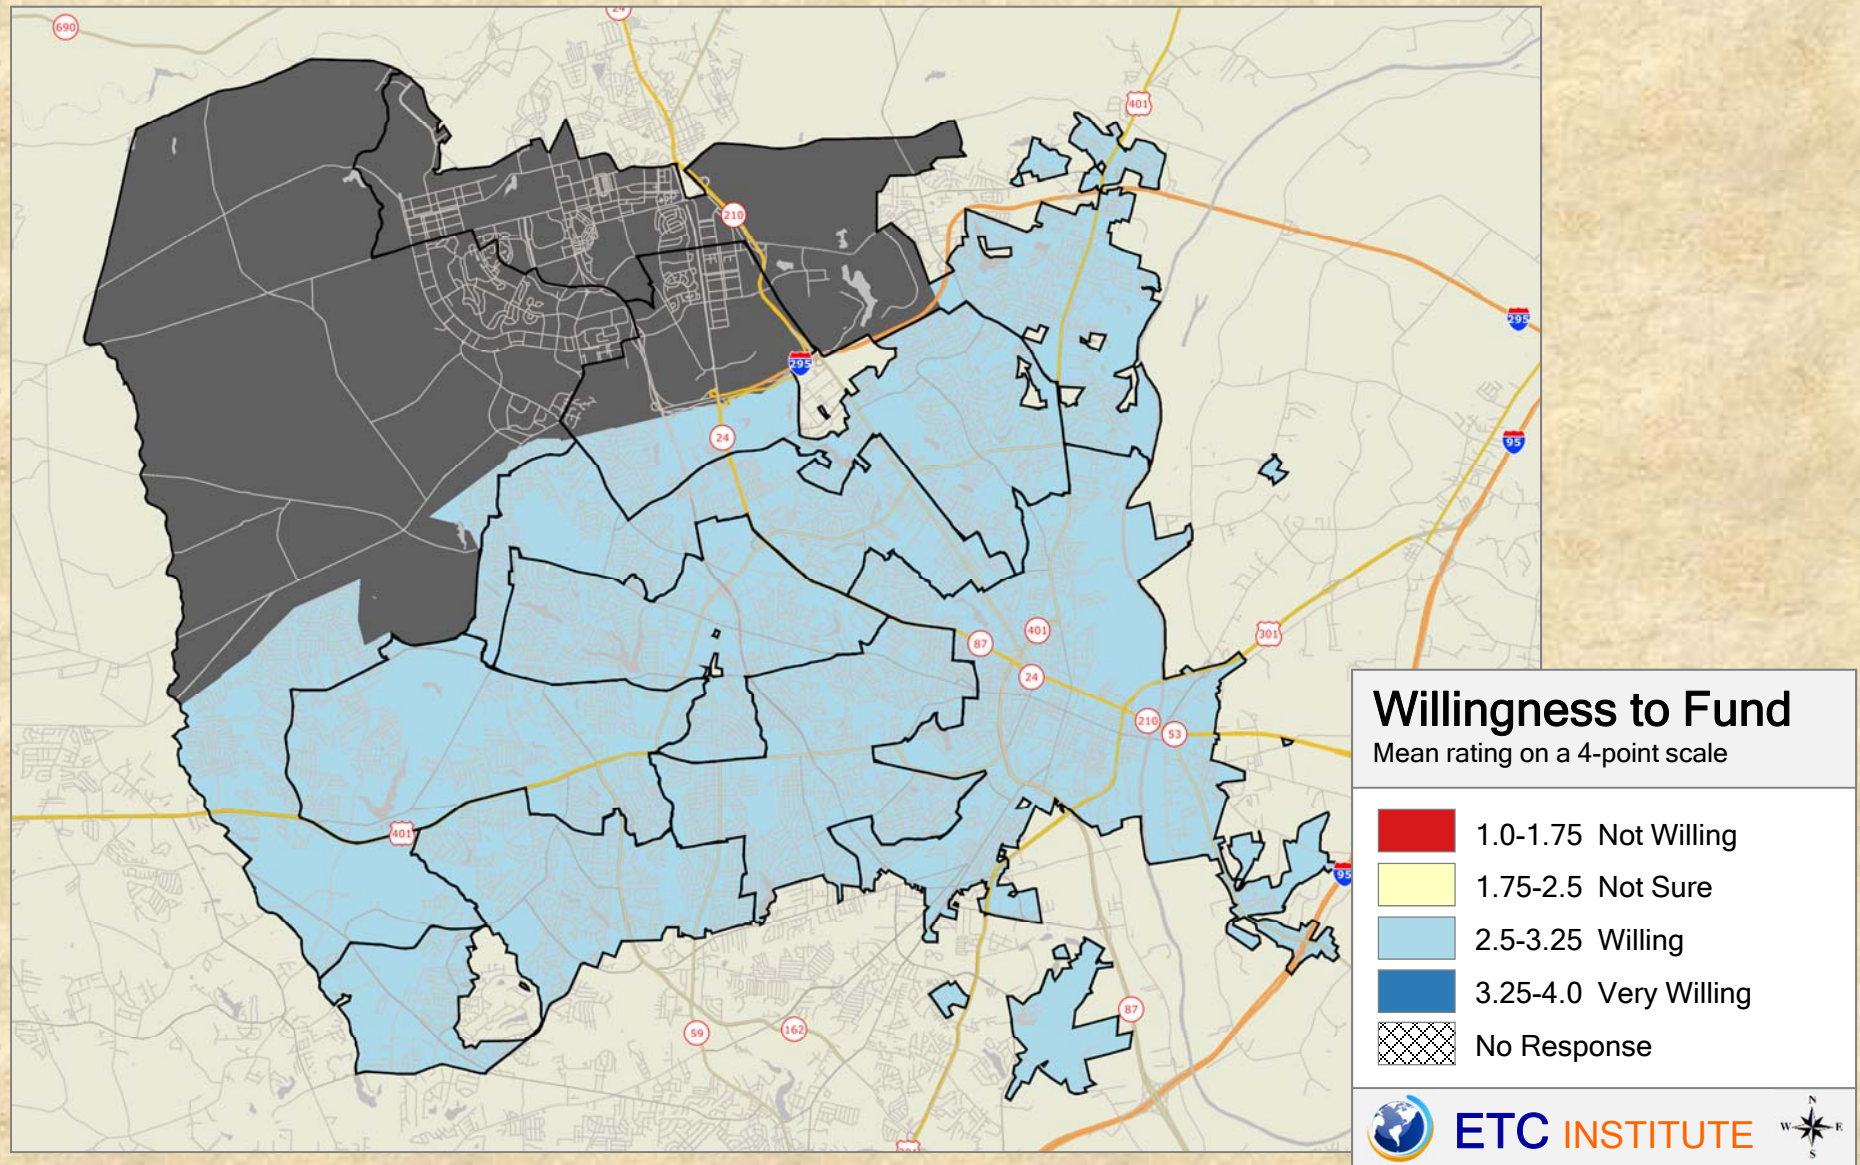 690
24
401
210
295
295
24
95
87
401
24
301
210
53
401
95
87
59
162
Willingness to Fund
Mean rating on a 4-point scale
1.0-1.75 Not Willing
1.75-2.5 Not Sure
2.5-3.25 Willing
3.25-4.0 Very Willing
No Response
ETC INSTITUTE
N
W
E
S